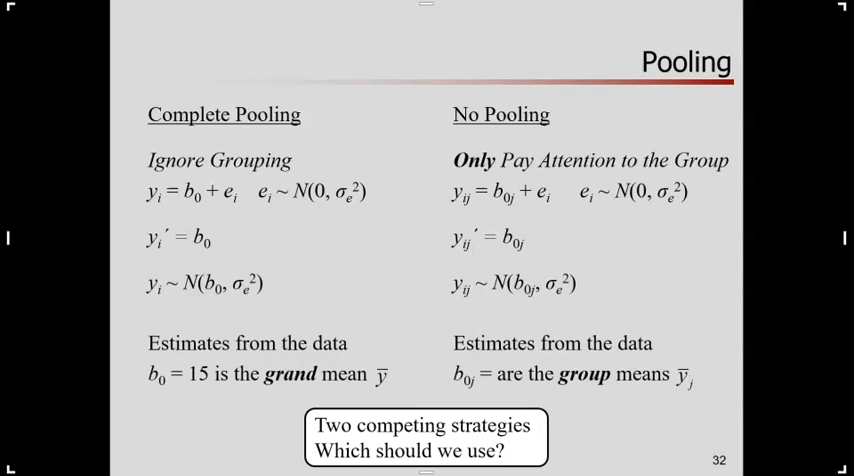 Pooling
Complete Pooling
Ignore Grouping
yᵢ = b₀ + eᵢ eᵢ ~ N(0, σₑ²)
yᵢ´ = b₀
yᵢ ~ N(b₀, σₑ²)
Estimates from the data
b₀ = 15 is the grand mean y̅
No Pooling
Only Pay Attention to the Group
yᵢⱼ = b₀ⱼ + eᵢ eᵢ ~ N(0, σₑ²)
yᵢⱼ´ = b₀ⱼ
yᵢⱼ ~ N(b₀ⱼ, σₑ²)
Estimates from the data
b₀ⱼ = are the group means y̅ⱼ
Two competing strategies
Which should we use?
32